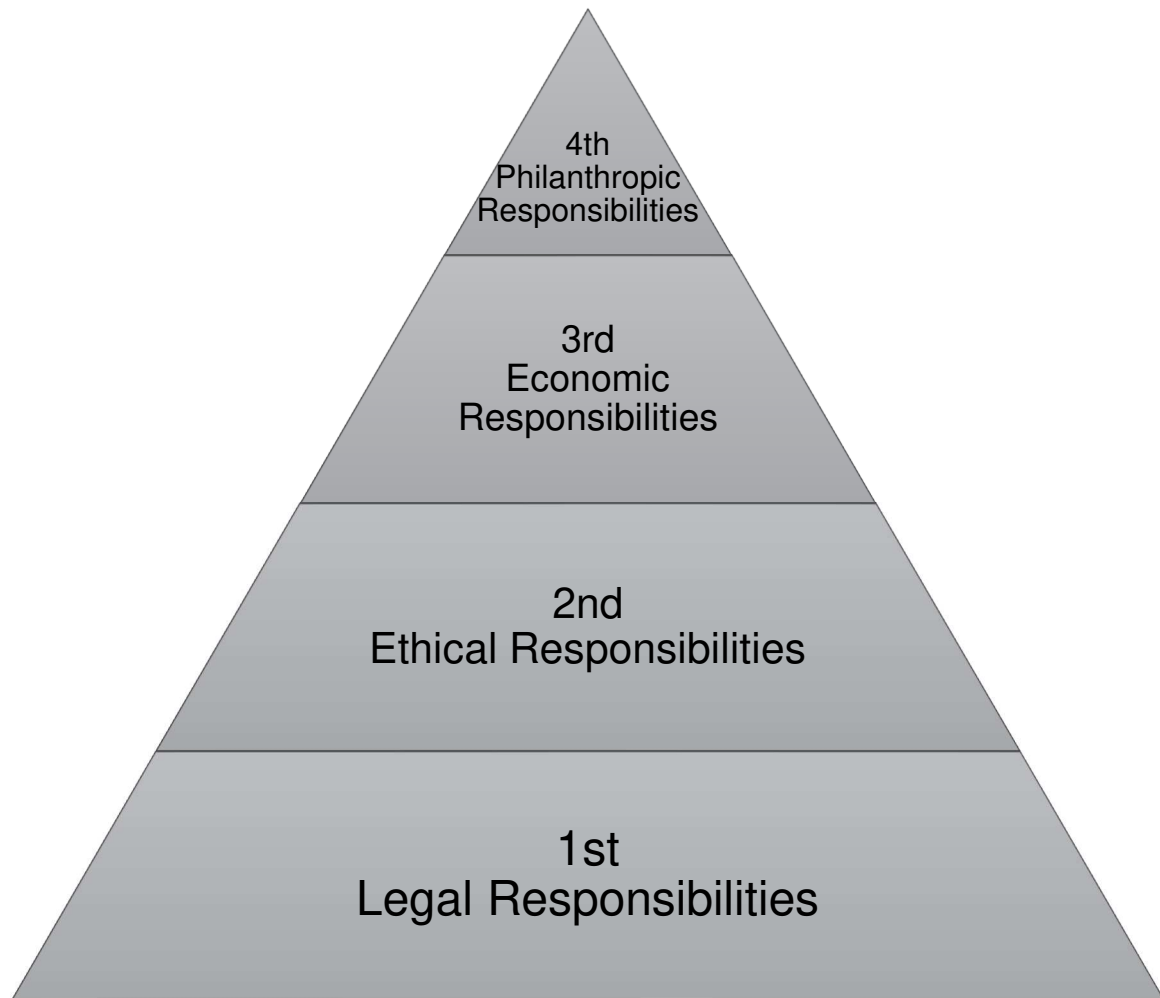 4th
Philanthropic
Responsibilities
3rd
Economic
Responsibilities
2nd
Ethical Responsibilities
1st
Legal Responsibilities